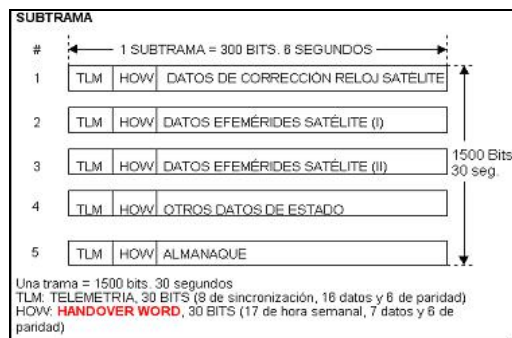 SUBTRAMA
# 1 SUBTRAMA = 300 BITS. 6 SEGUNDOS
1 TLM HOW DATOS DE CORRECCIÓN RELOJ SATÉLITE
2 TLM HOW DATOS EFEMÉRIDES SATÉLITE (I)
3 TLM HOW DATOS EFEMÉRIDES SATÉLITE (II)
1500 Bits
30 seg.
4 TLM HOW OTROS DATOS DE ESTADO
5 TLM HOW ALMANAQUE
Una trama = 1500 bits. 30 segundos
TLM: TELEMETRIA, 30 BITS (8 de sincronización, 16 datos y 6 de paridad)
HOW: HANDOVER WORD, 30 BITS (17 de hora semanal, 7 datos y 6 de
paridad)